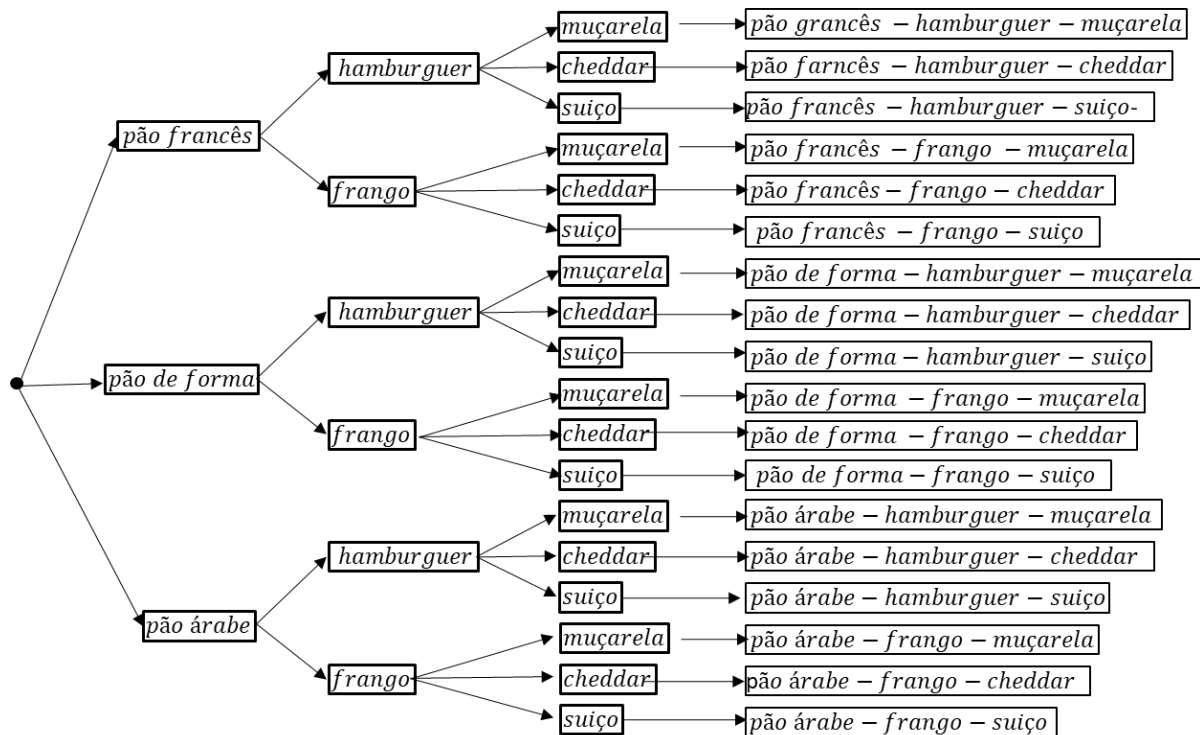 muçarela
pão grancês − hamburguer − muçarela
hamburguer
cheddar
pão farncês − hamburguer − cheddar
suiço
pão francês − hamburguer − suiço-
pão francês
muçarela
pão francês − frango − muçarela
frango
cheddar
pão francês − frango − cheddar
suiço
pão francês − frango − suiço
muçarela
pão de forma − hamburguer − muçarela
hamburguer
cheddar
pão de forma − hamburguer − cheddar
suiço
pão de forma − hamburguer − suiço
pão de forma
muçarela
pão de forma − frango − muçarela
frango
cheddar
pão de forma − frango − cheddar
suiço
pão de forma − frango − suiço
muçarela
pão árabe − hamburguer − muçarela
hamburguer
cheddar
pão árabe − hamburguer − cheddar
suiço
pão árabe − hamburguer − suiço
pão árabe
muçarela
pão árabe − frango − muçarela
frango
cheddar
pão árabe − frango − cheddar
suiço
pão árabe − frango − suiço